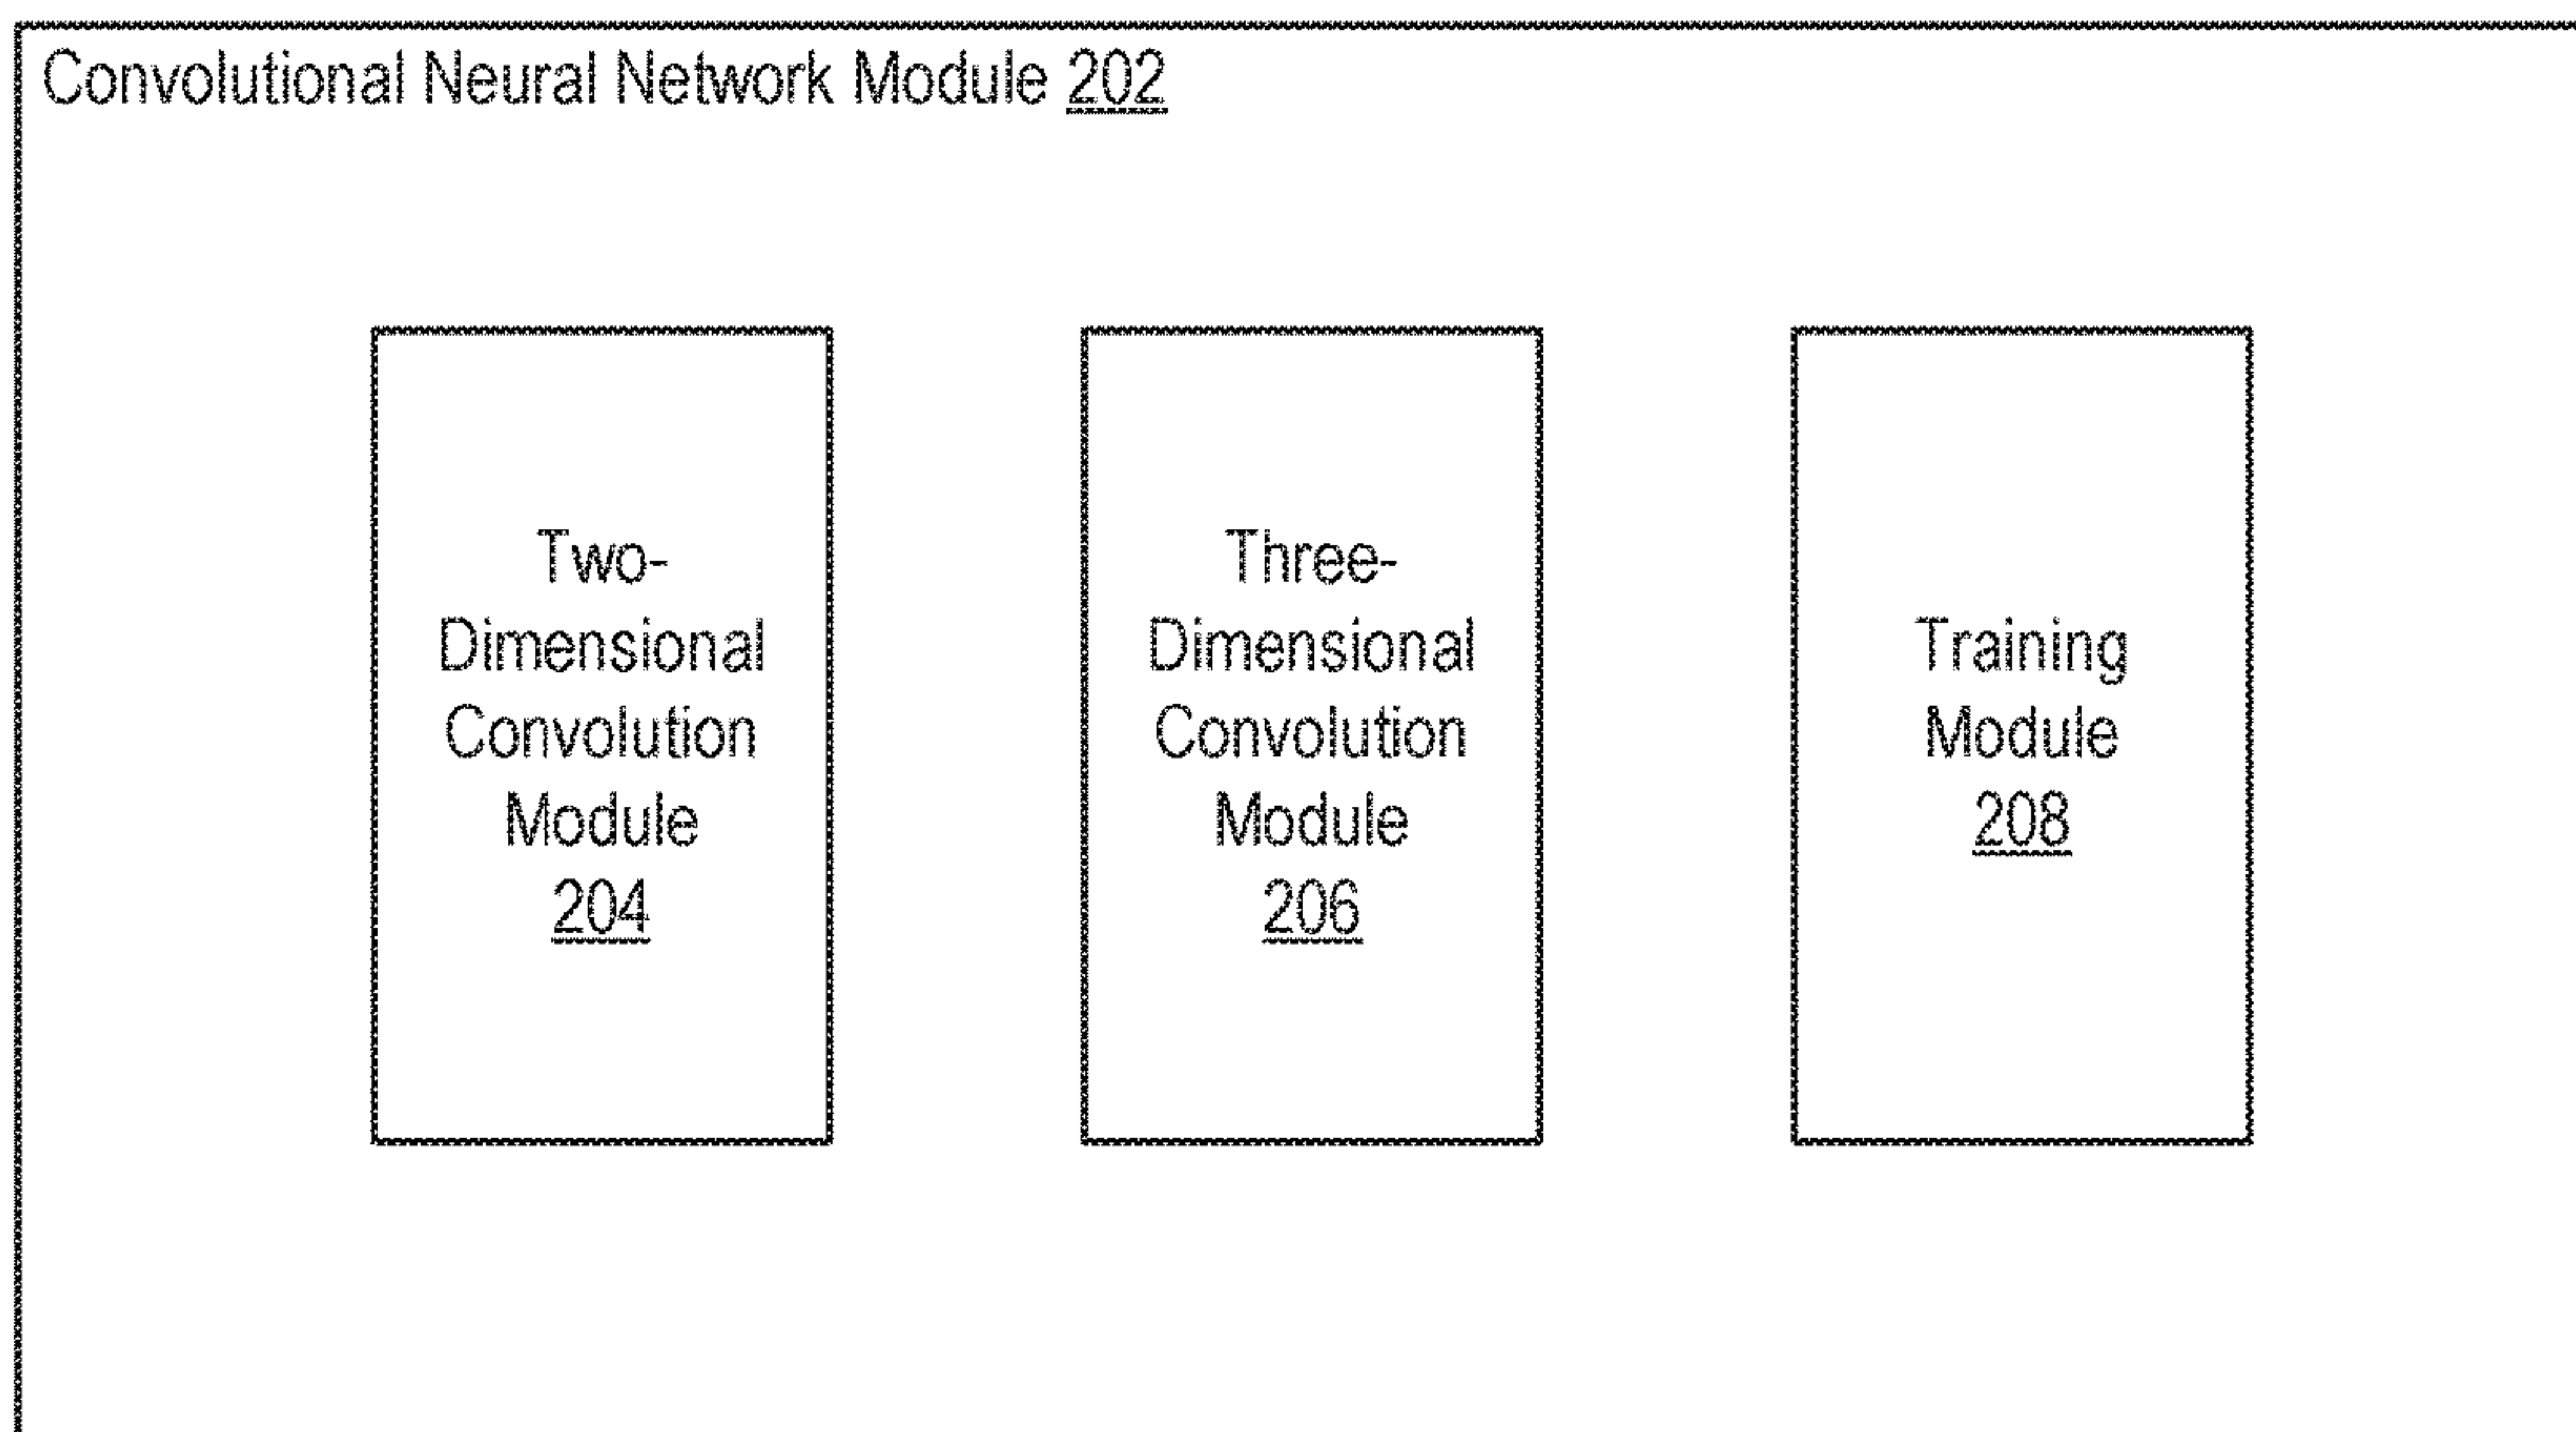 Convolutional Neural Network Module 202
Two-
Dimensional
Convolution
Module
204
Three-
Dimensional
Convolution
Module
206
Training
Module
208